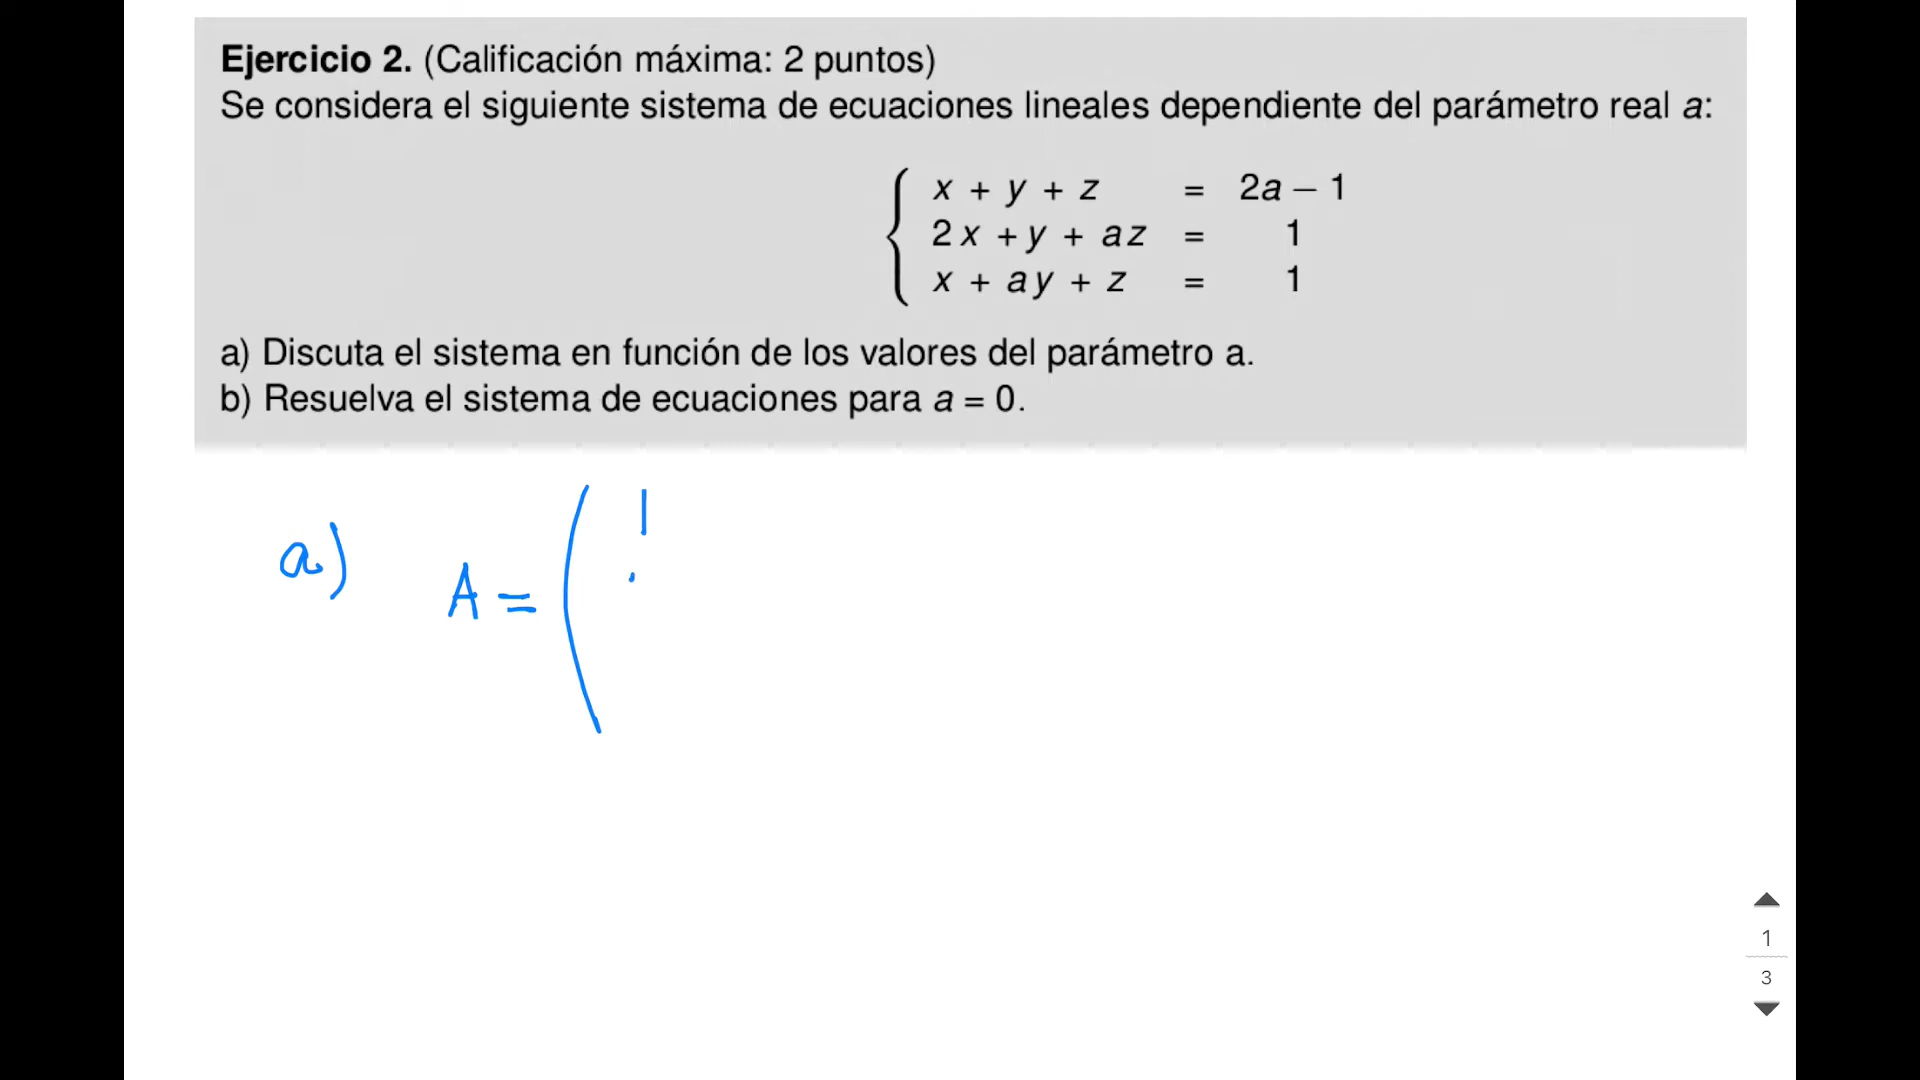 Ejercicio 2. (Calificación máxima: 2 puntos)
Se considera el siguiente sistema de ecuaciones lineales dependiente del parámetro real a:
x + y + z = 2a − 1
2x + y + az = 1
x + ay + z = 1
a) Discuta el sistema en función de los valores del parámetro a.
b) Resuelva el sistema de ecuaciones para a = 0.
a) A = ( 1
1
3